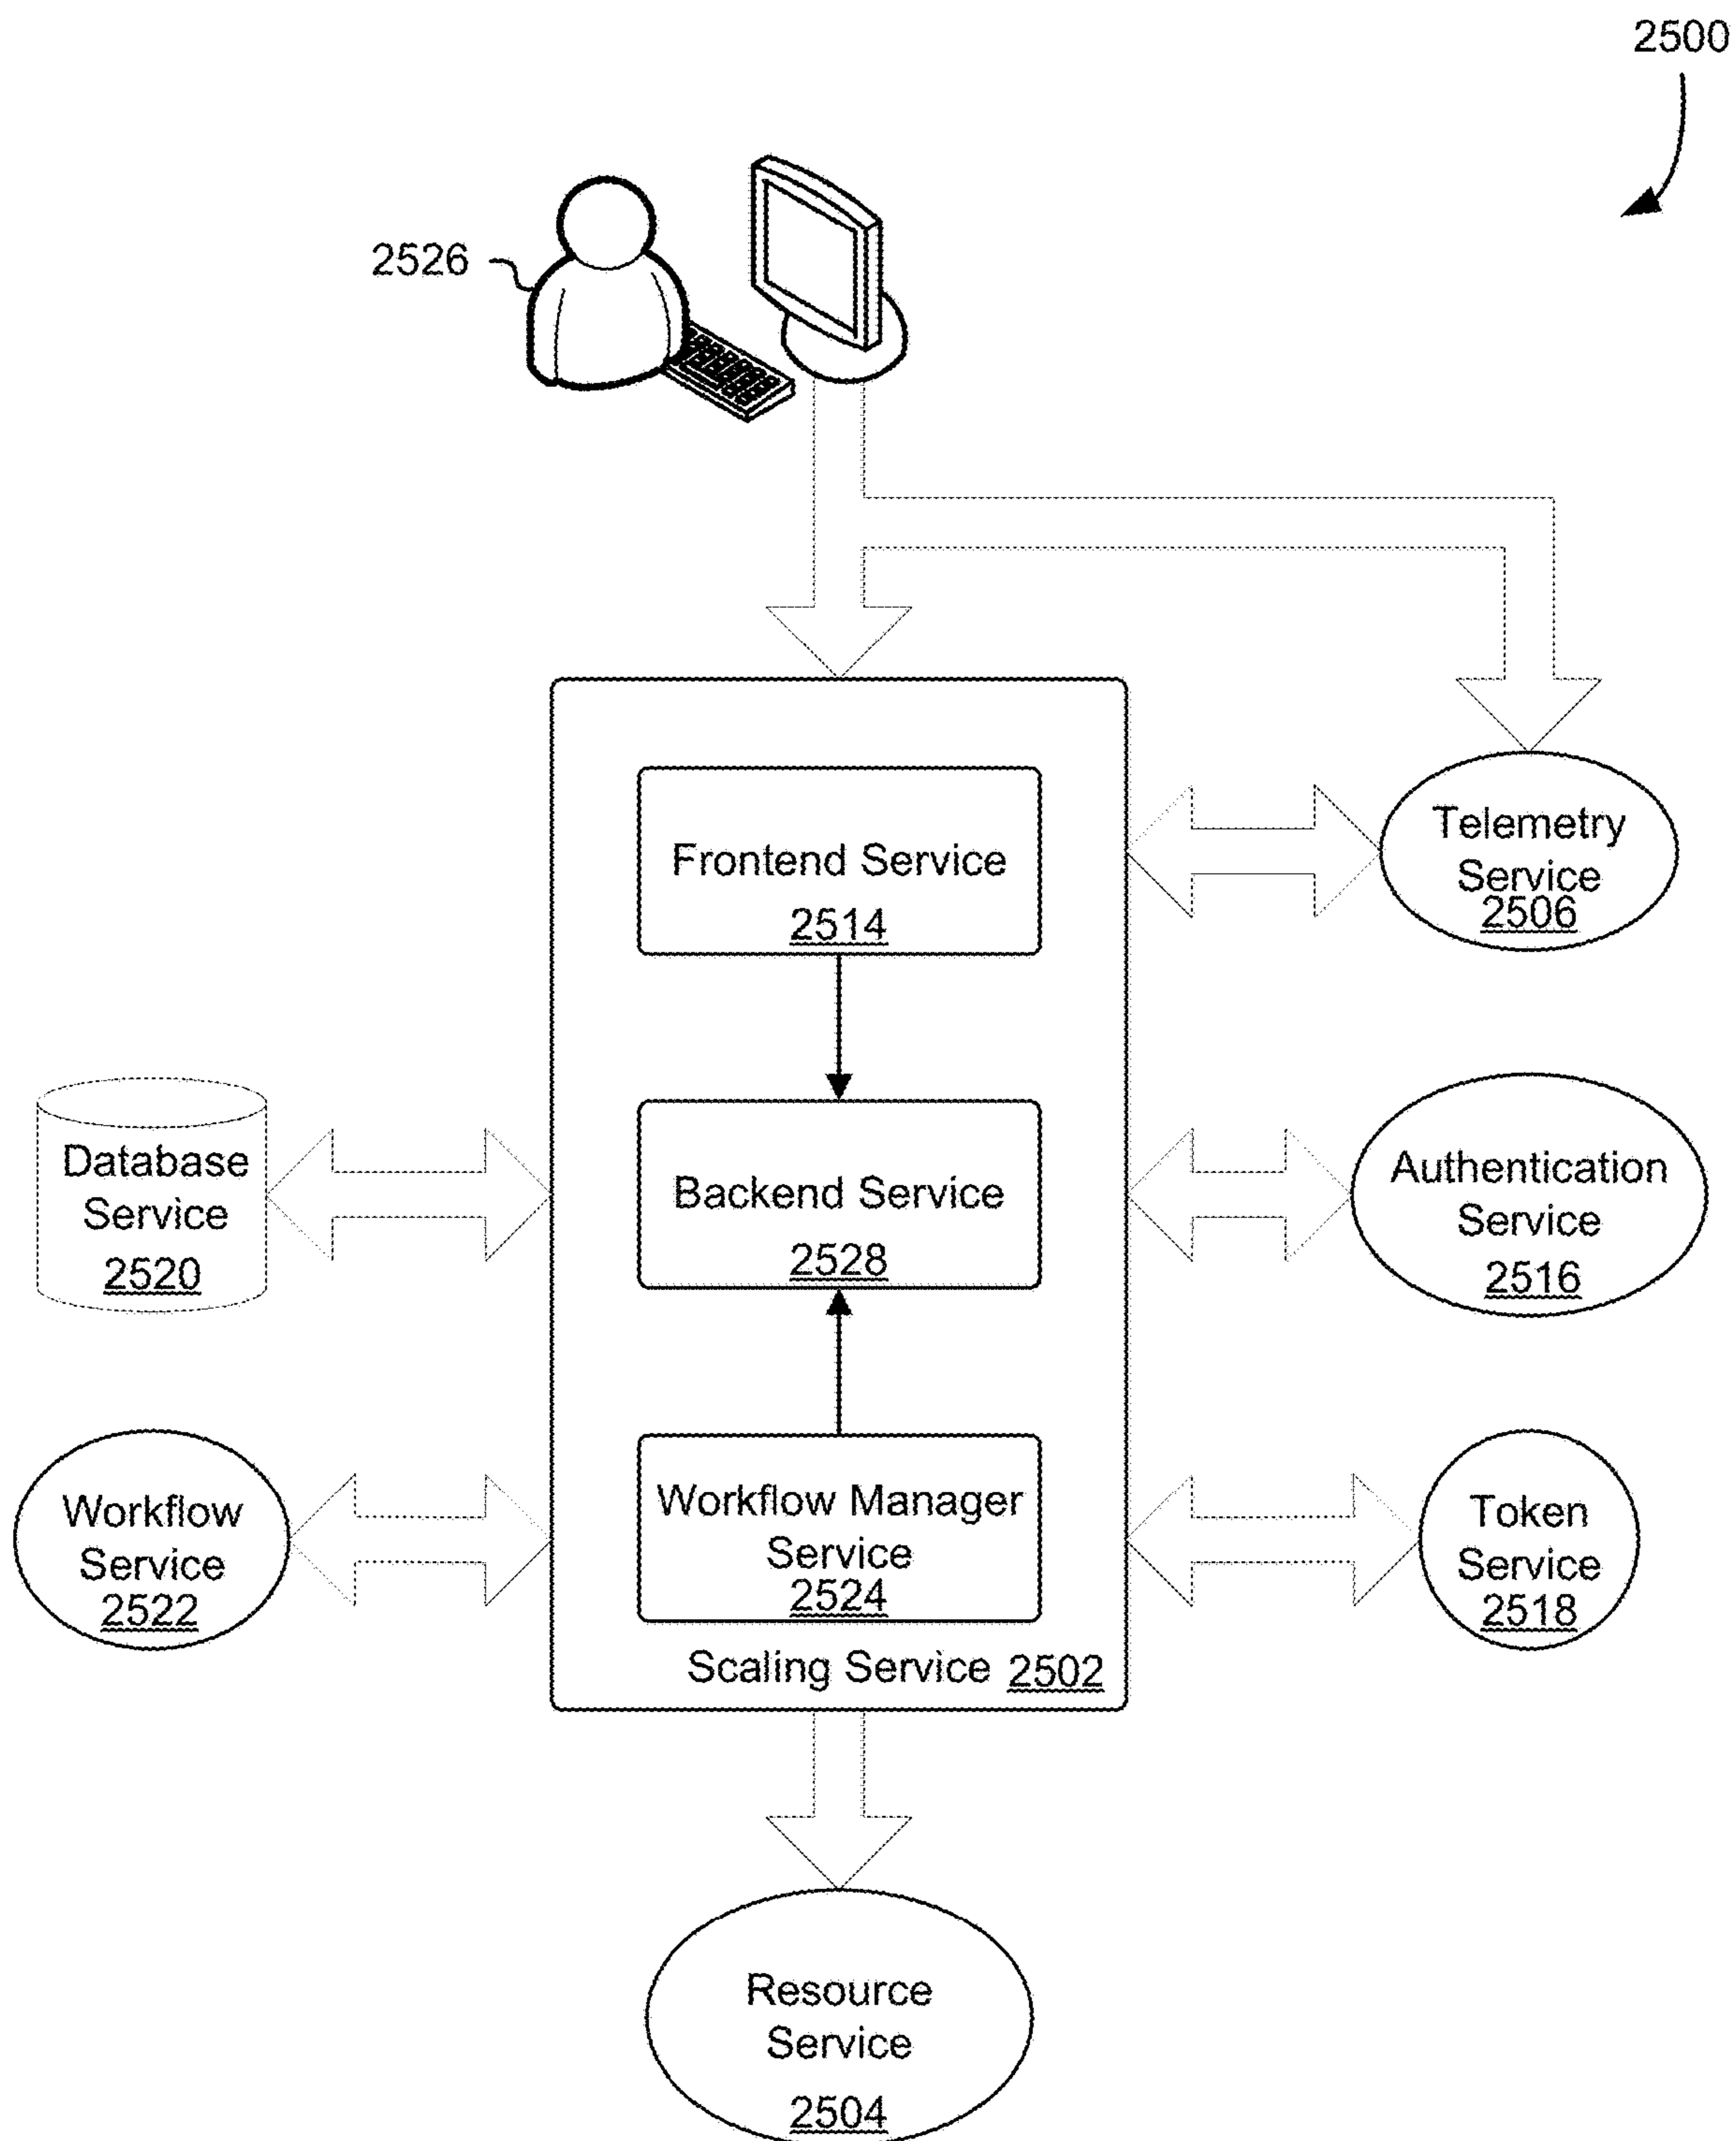 2500
2526
Frontend Service
2514
Telemetry
Service
2506
Database
Service
2520
Backend Service
2528
Authentication
Service
2516
Workflow
Service
2522
Workflow Manager
Service
2524
Token
Service
2518
Scaling Service 2502
Resource
Service
2504